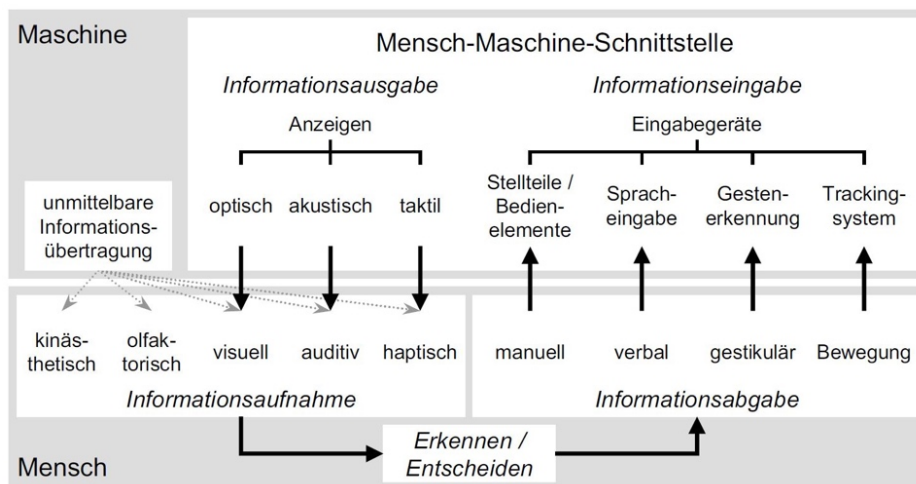 Maschine
Mensch-Maschine-Schnittstelle
Informationsausgabe
Informationseingabe
Anzeigen
Eingabegeräte
unmittelbare
Informations-
übertragung
optisch
akustisch
taktil
Stellteile /
Bedien-
elemente
Sprach-
eingabe
Gesten-
erkennung
Tracking-
system
kinäs-
thetisch
olfak-
torisch
visuell
auditiv
haptisch
manuell
verbal
gestikulär
Bewegung
Informationsaufnahme
Informationsabgabe
Erkennen /
Entscheiden
Mensch